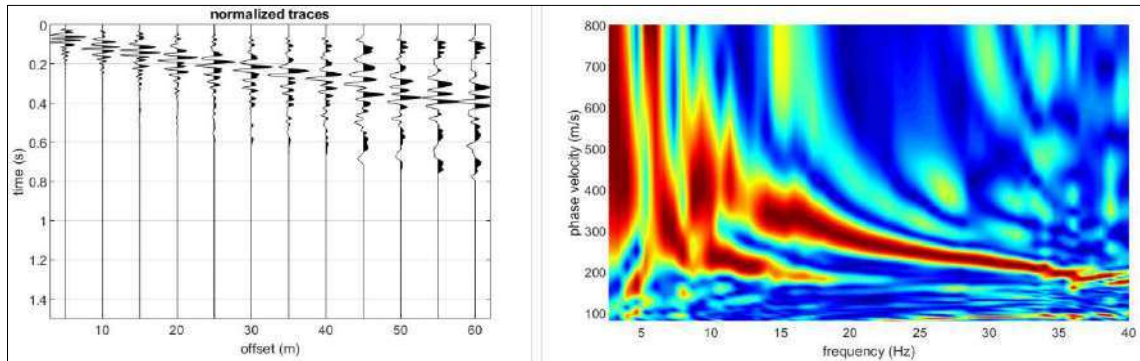 normalized traces
0
0.2
0.4
0.6
0.8
1
1.2
1.4
time (s)
10 20 30 40 50 60
offset (m)
800
700
600
500
400
300
200
100
phase velocity (m/s)
5 10 15 20 25 30 35 40
frequency (Hz)